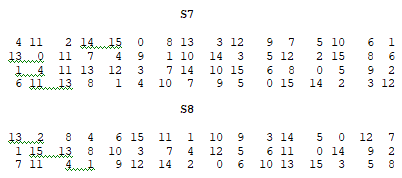 S7
4 11 2 14 15 0 8 13 3 12 9 7 5 10 6 1
13 0 11 7 4 9 1 10 14 3 5 12 2 15 8 6
1 4 11 13 12 3 7 14 10 15 6 8 0 5 9 2
6 11 13 8 1 4 10 7 9 5 0 15 14 2 3 12
S8
13 2 8 4 6 15 11 1 10 9 3 14 5 0 12 7
1 15 13 8 10 3 7 4 12 5 6 11 0 14 9 2
7 11 4 1 9 12 14 2 0 6 10 13 15 3 5 8